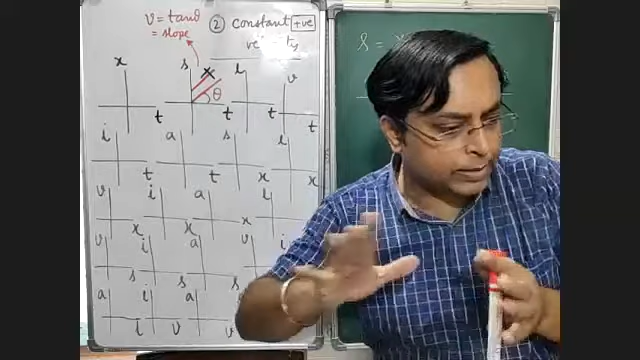 v = tanθ
= slope
② constant +ve
velocity
x s l v
θ
t t t t
i a s l
t t x x
v i a l
x x x
v i a v i
s s s
a i a
i v v